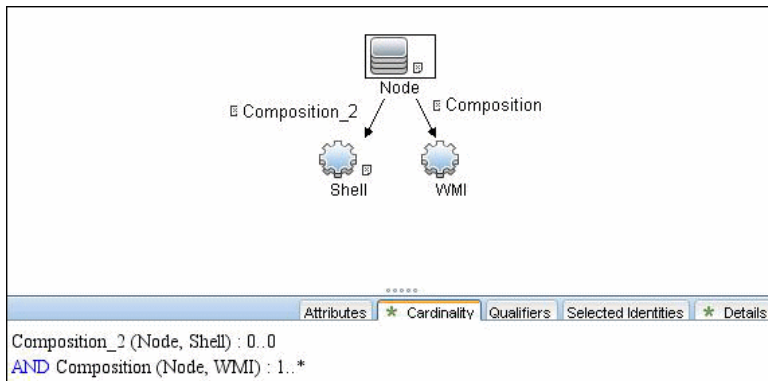 Node
Composition_2
Composition
Shell
WMI
Attributes * Cardinality Qualifiers Selected Identities * Details
Composition_2 (Node, Shell) : 0..0
AND Composition (Node, WMI) : 1..*